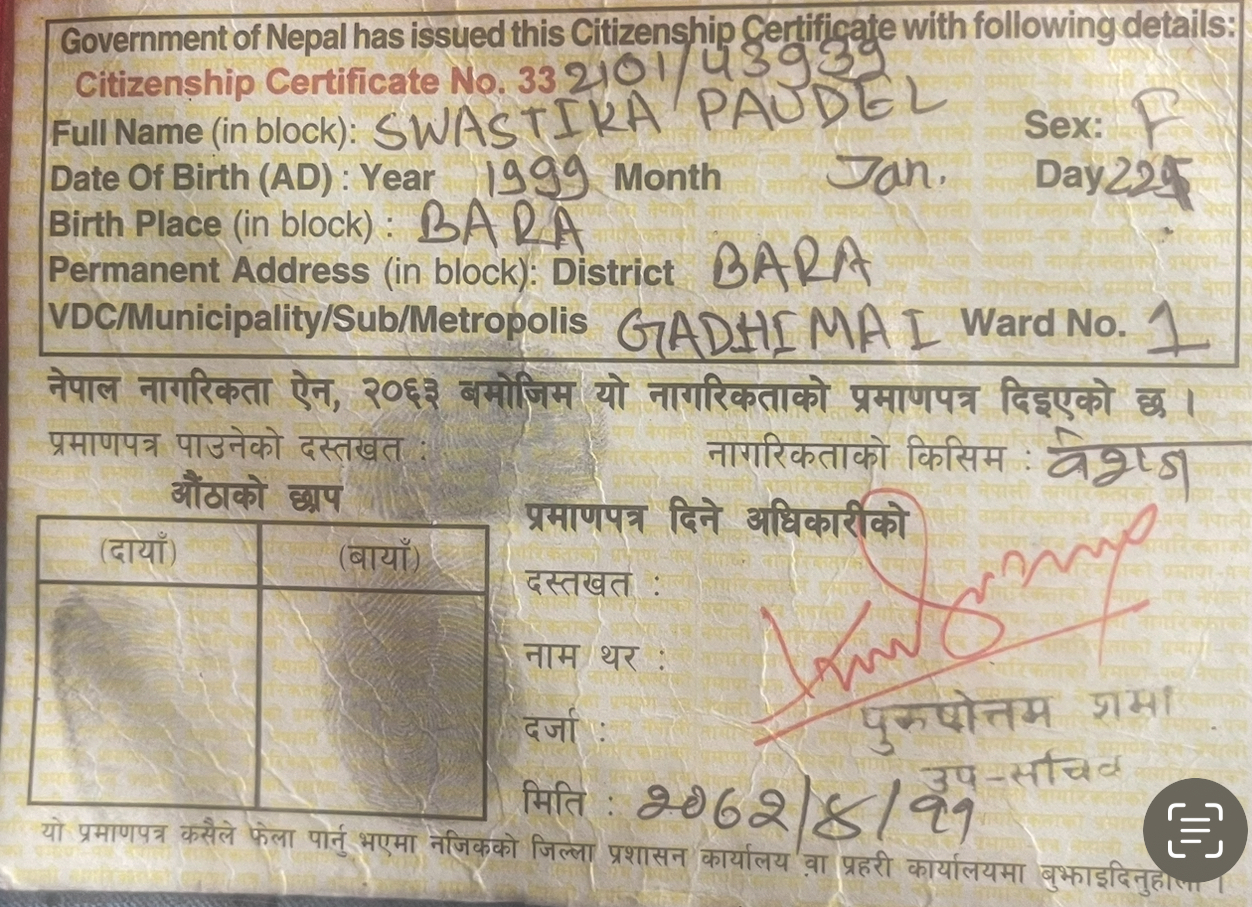 Government of Nepal has issued this Citizenship Certificate with following details:
Citizenship Certificate No. 33 2101/43939
Full Name (in block): SWASTIKA PAUDEL Sex: F
Date Of Birth (AD) : Year 1999 Month Jan. Day
Birth Place (in block) : BARA
Permanent Address (in block): District BARA
VDC/Municipality/Sub/Metropolis GADHIMAI Ward No. 1
नेपाल नागरिकता ऐन, २०६३ बमोजिम यो नागरिकताको प्रमाणपत्र दिइएको छ ।
प्रमाणपत्र पाउनेको दस्तखत :
नागरिकताको किसिम : वंशज
औंठाको छाप
(दायाँ) (बायाँ)
प्रमाणपत्र दिने अधिकारीको
दस्तखत :
नाम थर : पुरुषोत्तम शर्मा
दर्जा : उप-सचिव
मिति :
यो प्रमाणपत्र कसैले फेला पार्नु भएमा नजिकको जिल्ला प्रशासन कार्यालय वा प्रहरी कार्यालयमा बुझाइदिनुहोला ।